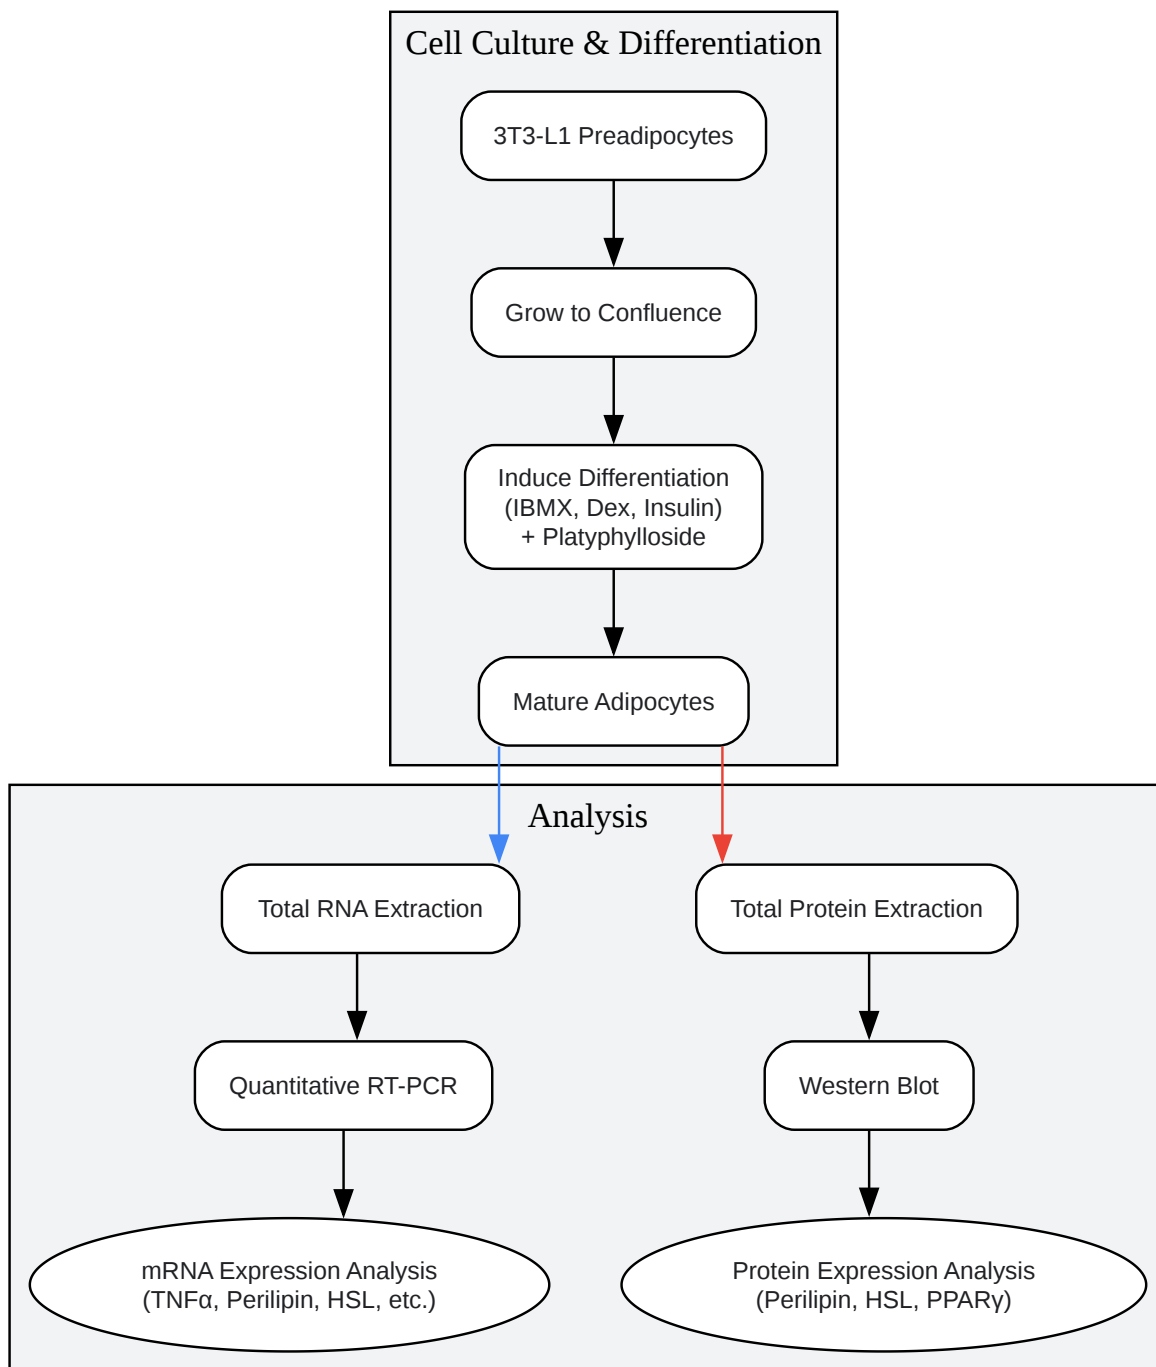 Cell Culture & Differentiation
3T3-L1 Preadipocytes
Grow to Confluence
Induce Differentiation
(IBMX, Dex, Insulin)
+ Platyphylloside
Mature Adipocytes
Analysis
Total RNA Extraction
Total Protein Extraction
Quantitative RT-PCR
Western Blot
mRNA Expression Analysis
(TNFα, Perilipin, HSL, etc.)
Protein Expression Analysis
(Perilipin, HSL, PPARγ)